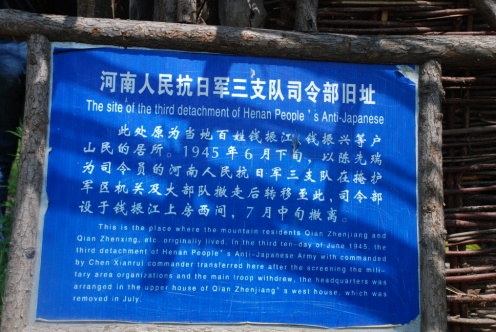 河南人民抗日军三支队司令部旧址
The site of the third detachment of Henan People's Anti-Japanese
此处原为当地百姓钱振江、钱振兴等户
山民的居所。1945年6月下旬，以陈先瑞
为司令员的河南人民抗日军三支队在掩护
军区机关及大部队撤走后转移至此，司令部
设于钱振江上房西间，7月中旬撤离。
This is the place where the mountain residents Qian Zhenjiang and
Qian Zhenxing, etc. originally lived. In the third ten-day of June 1945, the
third detachment of Henan People's Anti-Japanese Army with commanded
by Chen Xianrui commander transferred here after the screening the mili-
tary area organizations and the main troop withdrew, the headquarters was
arranged in the upper house of Qian Zhenjiang's west house, which was
removed in July.